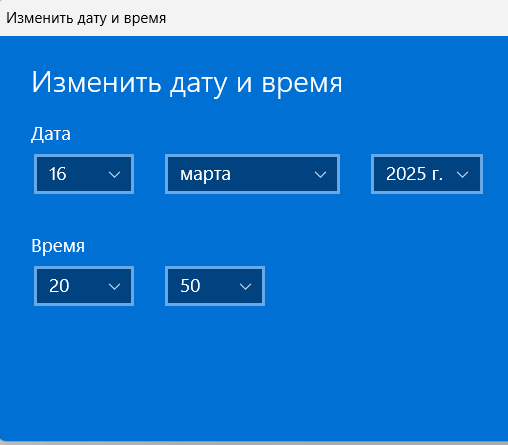 Изменить дату и время
Изменить дату и время
Дата
16 марта 2025 г.
Время
20 50